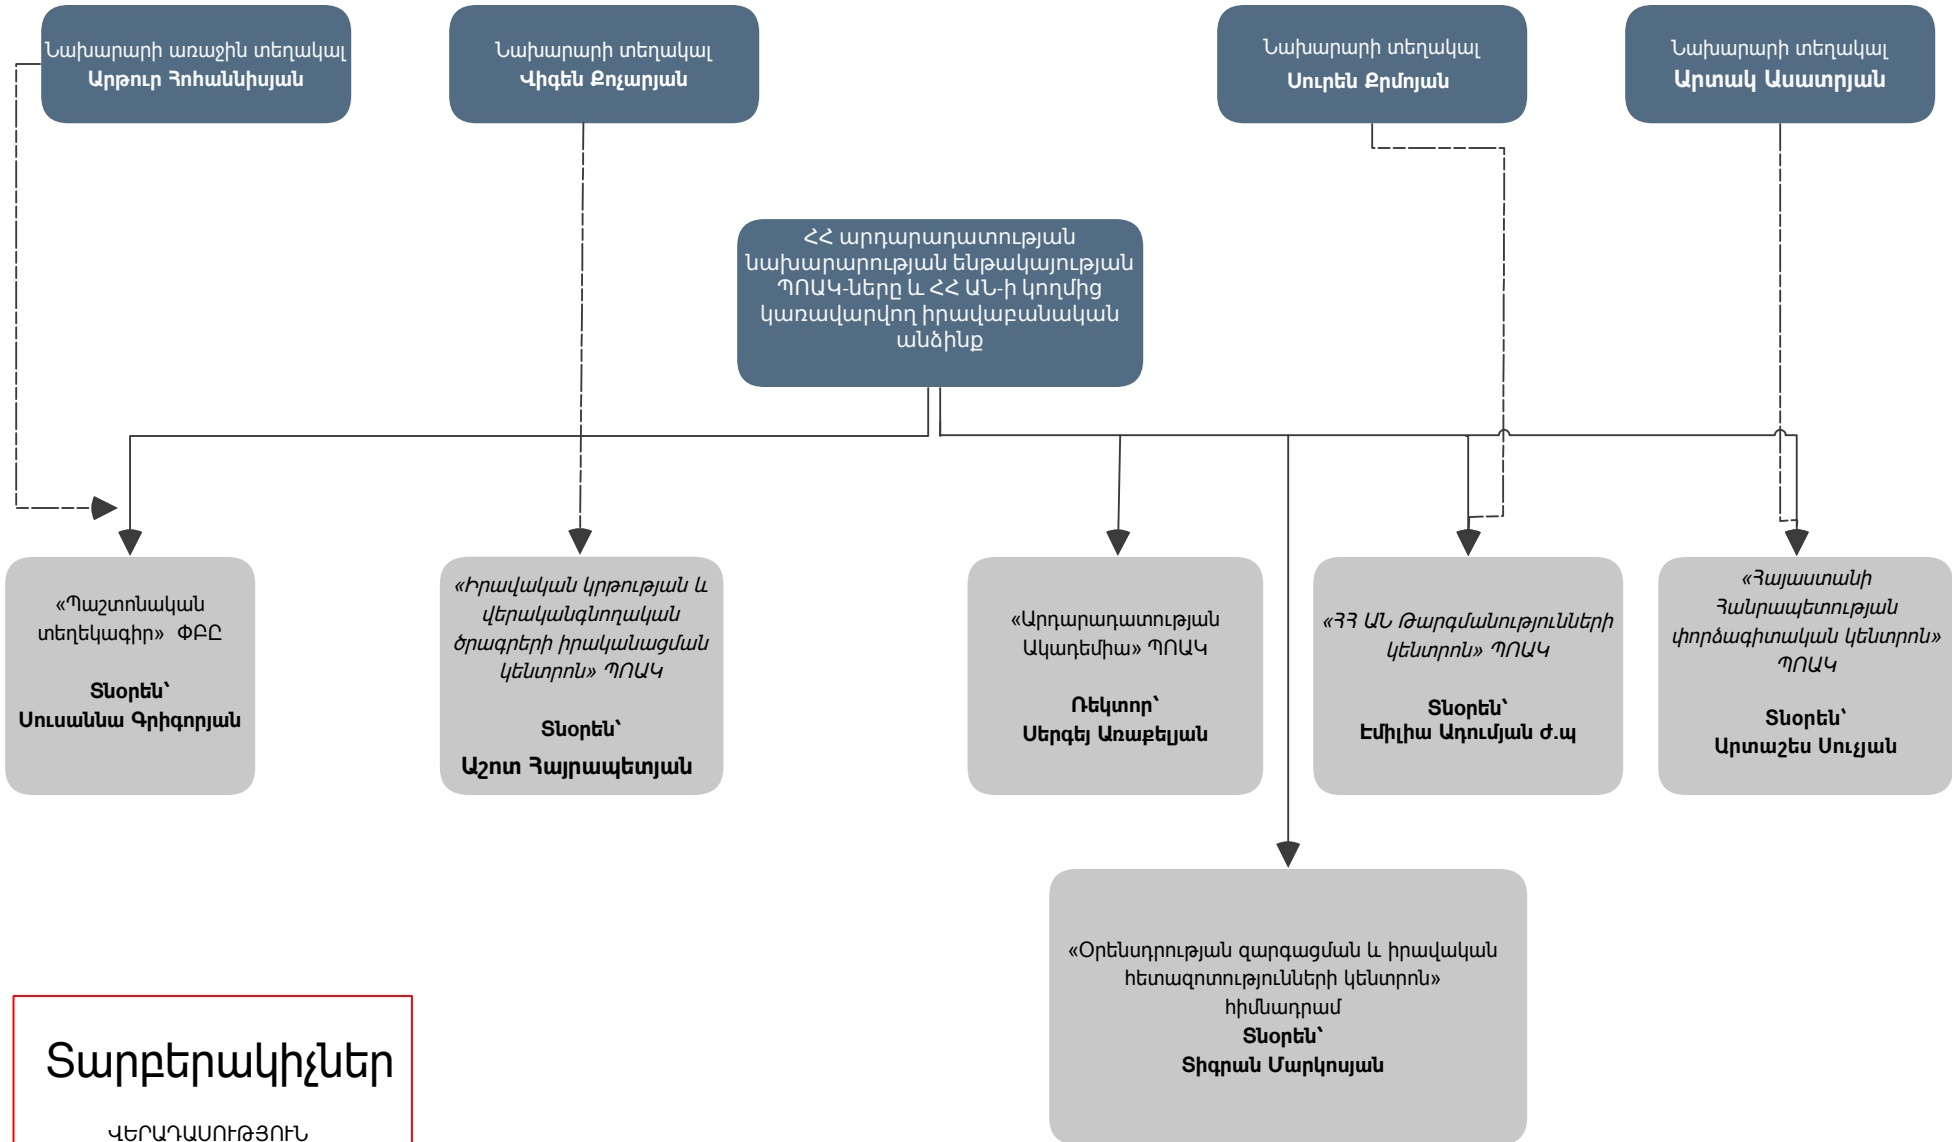 Նախարարի առաջին տեղակալ
Արթուր Հոհաննիսյան
Նախարարի տեղակալ
Վիգեն Քոչարյան
Նախարարի տեղակալ
Սուրեն Քրմոյան
Նախարարի տեղակալ
Արտակ Ասատրյան
ՀՀ արդարադատության
նախարարության ենթակայության
ՊՈԱԿ-ները և ՀՀ ԱՆ-ի կողմից
կառավարվող իրավաբանական
անձինք
«Պաշտոնական
տեղեկագիր» ՓԲԸ
Տնօրեն՝
Սուսաննա Գրիգորյան
«Իրավական կրթության և
վերականգնողական
ծրագրերի իրականացման
կենտրոն» ՊՈԱԿ
Տնօրեն՝
Աշոտ Հայրապետյան
«Արդարադատության
Ակադեմիա» ՊՈԱԿ
Ռեկտոր՝
Սերգեյ Առաքելյան
«ՀՀ ԱՆ Թարգմանությունների
կենտրոն» ՊՈԱԿ
Տնօրեն՝
Էմիլիա Ադումյան Ժ.պ
«Հայաստանի
Հանրապետության
փորձագիտական կենտրոն»
ՊՈԱԿ
Տնօրեն՝
Արտաշես Սուչյան
«Օրենսդրության զարգացման և իրավական
հետազոտությունների կենտրոն»
հիմնադրամ
Տնօրեն՝
Տիգրան Մարկոսյան
Տարբերակիչներ
ՎԵՐԱԴԱՍՈՒԹՅՈՒՆ